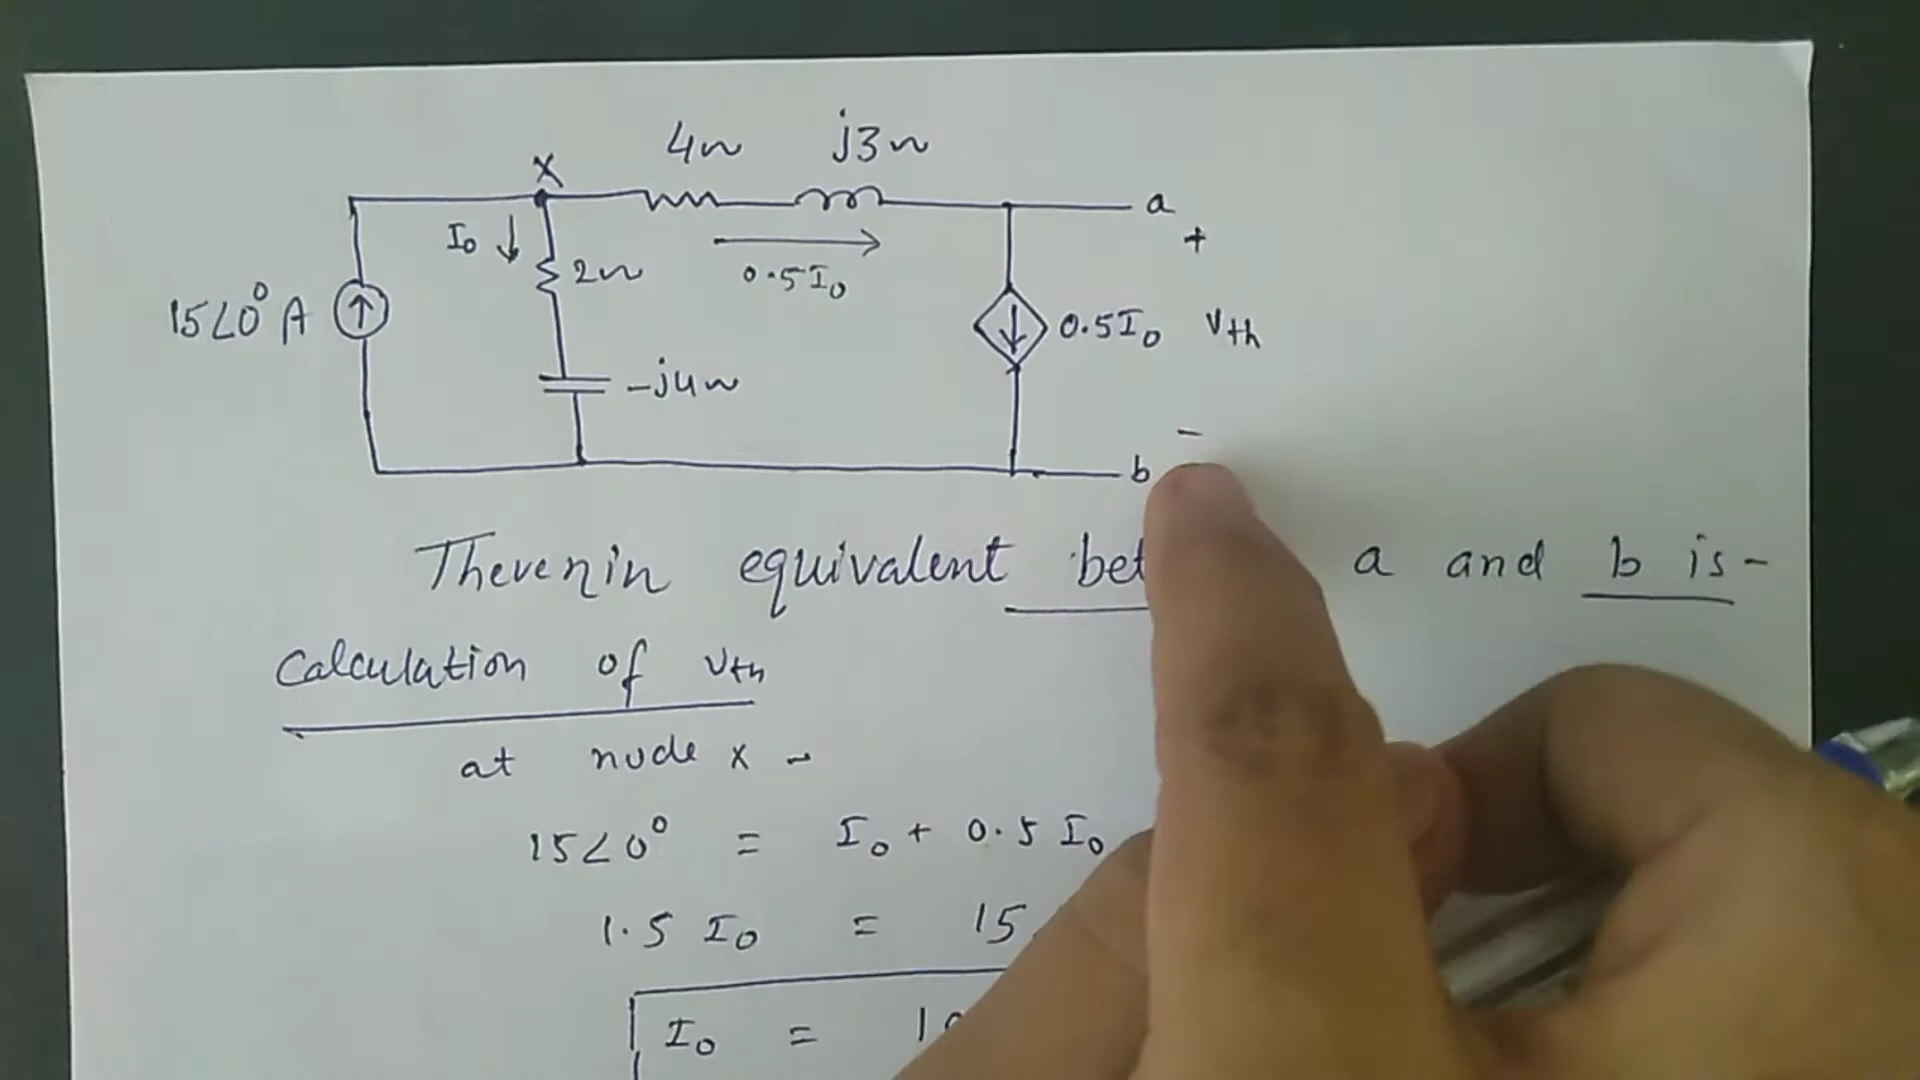 4Ω j3Ω
x
a
+
I₀ ↓ 2Ω
0.5I₀
15∠0° A
0.5I₀ Vth
-j4Ω
-
b
Thevenin equivalent a and b is-
Calculation of Vth
at node x -
15∠0° = I₀ + 0.5 I₀
1.5 I₀ = 15
I₀ =